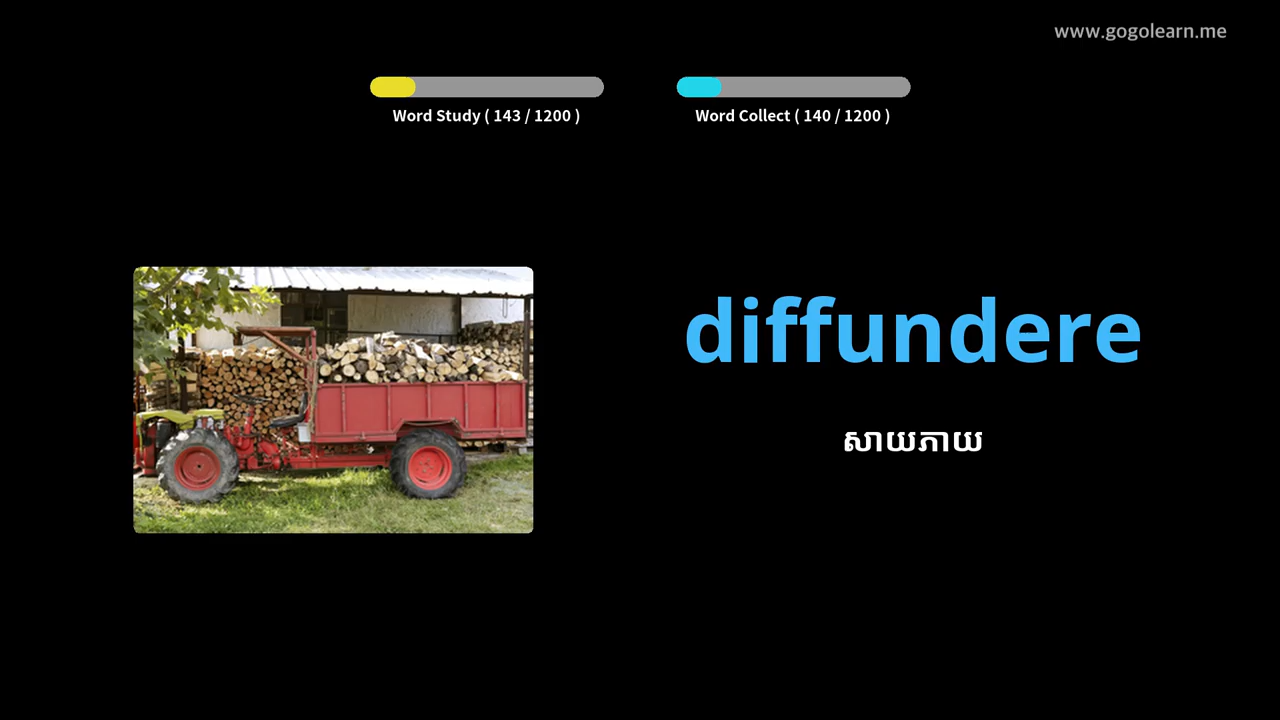 www.gogolearn.me
Word Study ( 143 / 1200 )
Word Collect ( 140 / 1200 )
diffundere
សាយភាយ